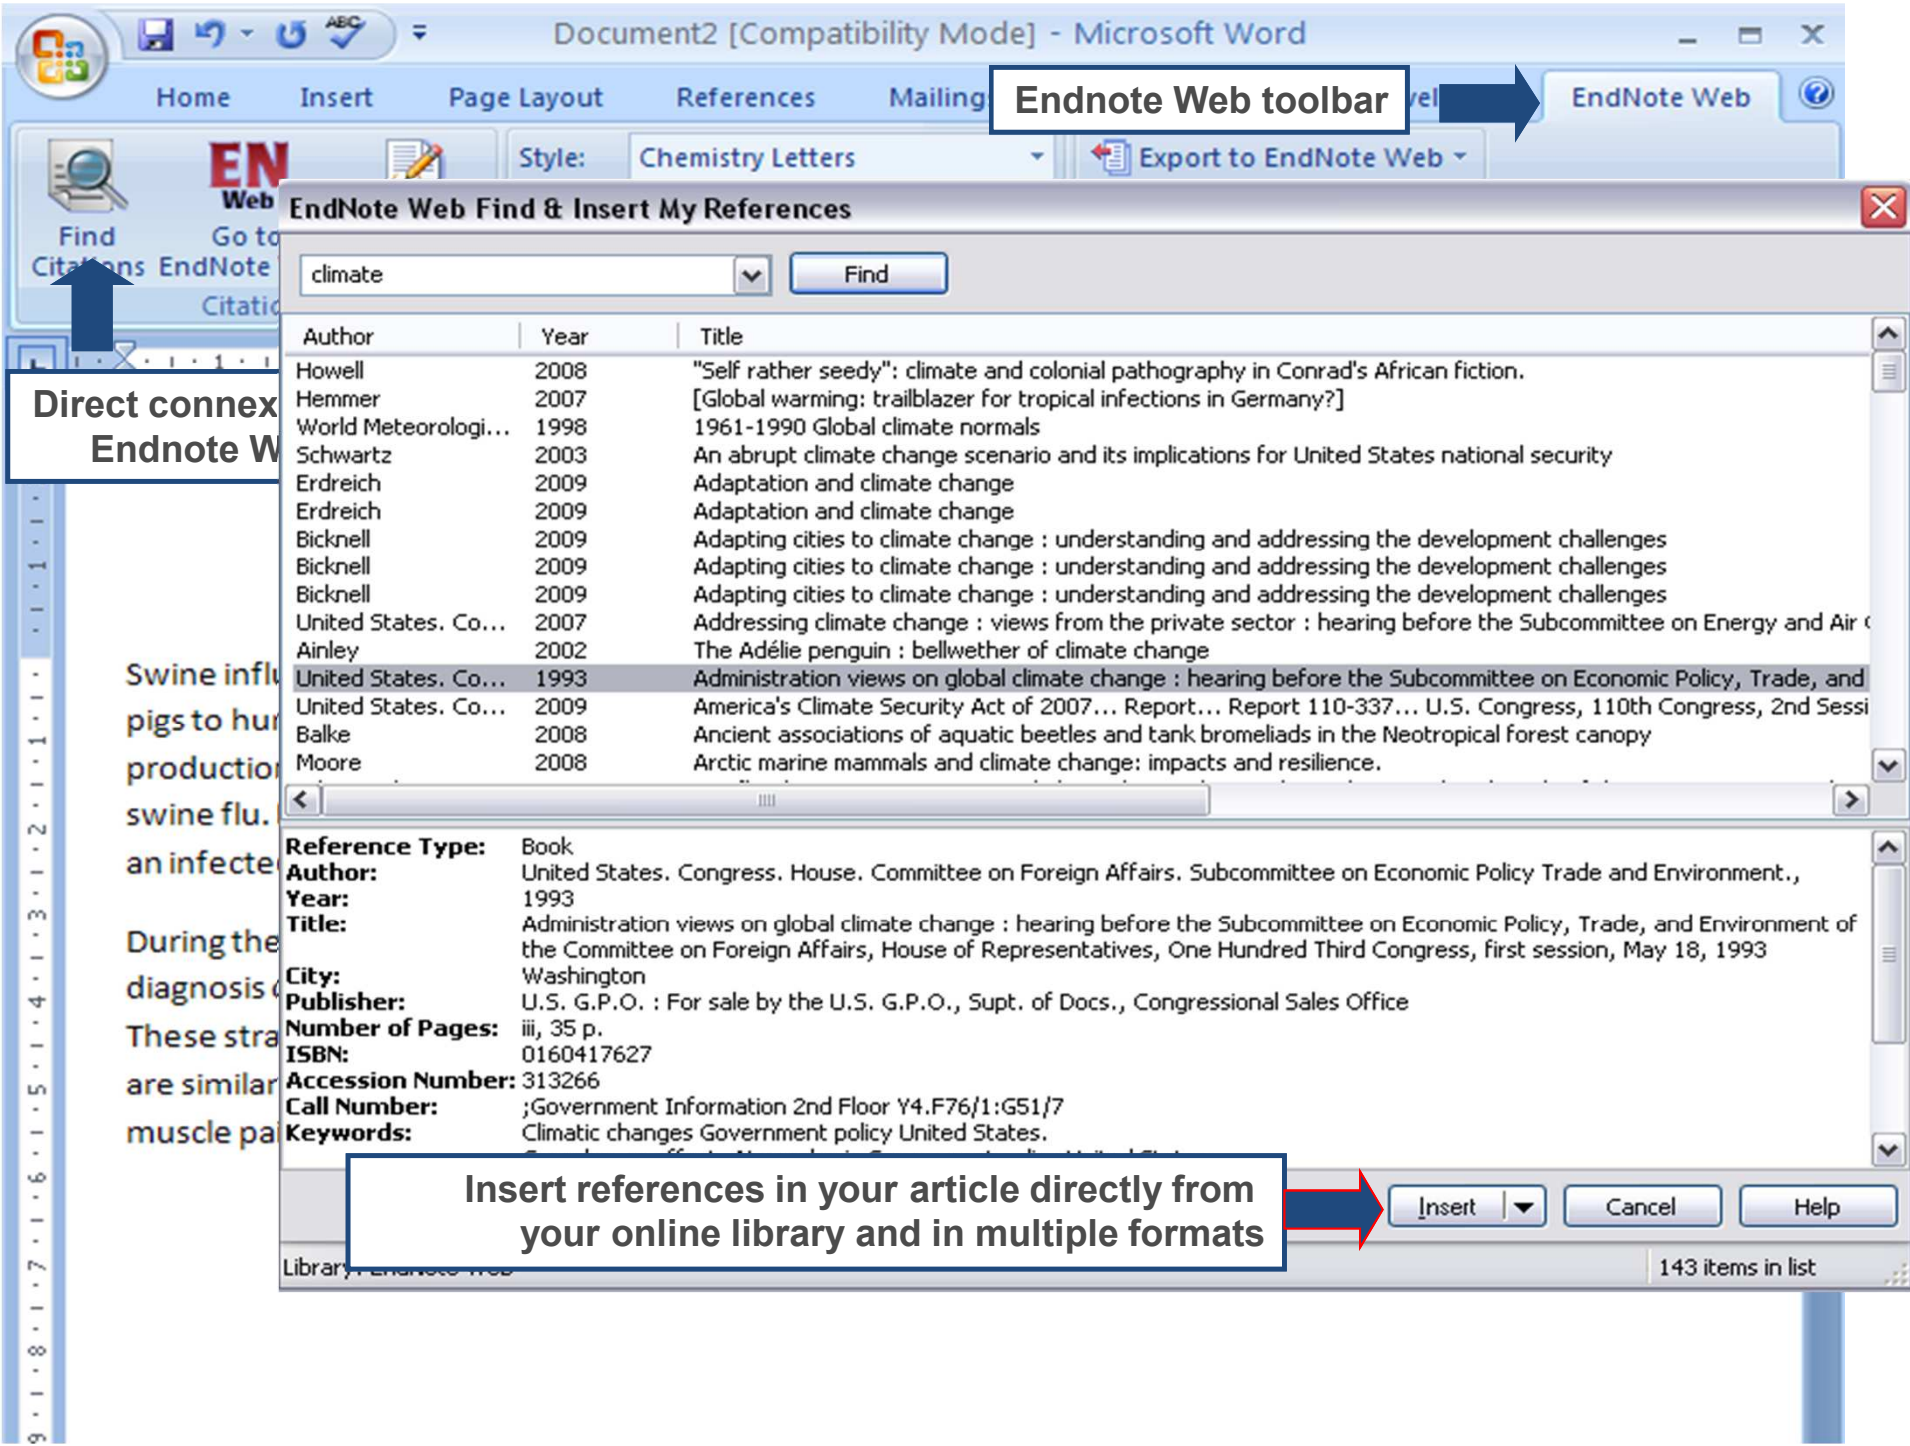 ABC
Document2 [Compatibility Mode] - Microsoft Word
Home Insert Page Layout References Mailings Endnote Web toolbar EndNote Web
EN
Web
Style: Chemistry Letters Export to EndNote Web
Find
Citations
Go to
EndNote
EndNote Web Find & Insert My References
climate Find
Author Year Title
Howell 2008 "Self rather seedy": climate and colonial pathography in Conrad's African fiction.
Hemmer 2007 [Global warming: trailblazer for tropical infections in Germany?]
World Meteorologi... 1998 1961-1990 Global climate normals
Schwartz 2003 An abrupt climate change scenario and its implications for United States national security
Erdreich 2009 Adaptation and climate change
Erdreich 2009 Adaptation and climate change
Bicknell 2009 Adapting cities to climate change : understanding and addressing the development challenges
Bicknell 2009 Adapting cities to climate change : understanding and addressing the development challenges
Bicknell 2009 Adapting cities to climate change : understanding and addressing the development challenges
United States. Co... 2007 Addressing climate change : views from the private sector : hearing before the Subcommittee on Energy and Air
Ainley 2002 The Adélie penguin : bellwether of climate change
United States. Co... 1993 Administration views on global climate change : hearing before the Subcommittee on Economic Policy, Trade, and
United States. Co... 2009 America's Climate Security Act of 2007... Report... Report 110-337... U.S. Congress, 110th Congress, 2nd Sessi
Balke 2008 Ancient associations of aquatic beetles and tank bromeliads in the Neotropical forest canopy
Moore 2008 Arctic marine mammals and climate change: impacts and resilience.
Direct connex
Endnote W
Swine influ
pigs to hu
production
swine flu.
an infecte
During the
diagnosis
These stra
are similar
muscle pai
Reference Type: Book
Author: United States. Congress. House. Committee on Foreign Affairs. Subcommittee on Economic Policy Trade and Environment.,
Year: 1993
Title: Administration views on global climate change : hearing before the Subcommittee on Economic Policy, Trade, and Environment of
the Committee on Foreign Affairs, House of Representatives, One Hundred Third Congress, first session, May 18, 1993
City: Washington
Publisher: U.S. G.P.O. : For sale by the U.S. G.P.O., Supt. of Docs., Congressional Sales Office
Number of Pages: iii, 35 p.
ISBN: 0160417627
Accession Number: 313266
Call Number: ;Government Information 2nd Floor Y4.F76/1:G51/7
Keywords: Climatic changes Government policy United States.
Insert references in your article directly from
your online library and in multiple formats
Insert Cancel Help
143 items in list